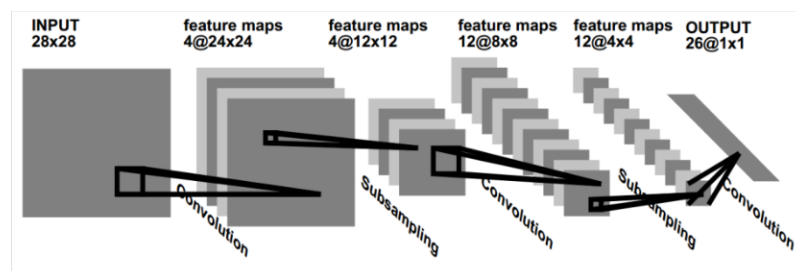 INPUT
28x28
feature maps
4@24x24
feature maps
4@12x12
feature maps
12@8x8
feature maps
12@4x4
OUTPUT
26@1x1
Convolution
Subsampling
Convolution
Subsampling
Convolution